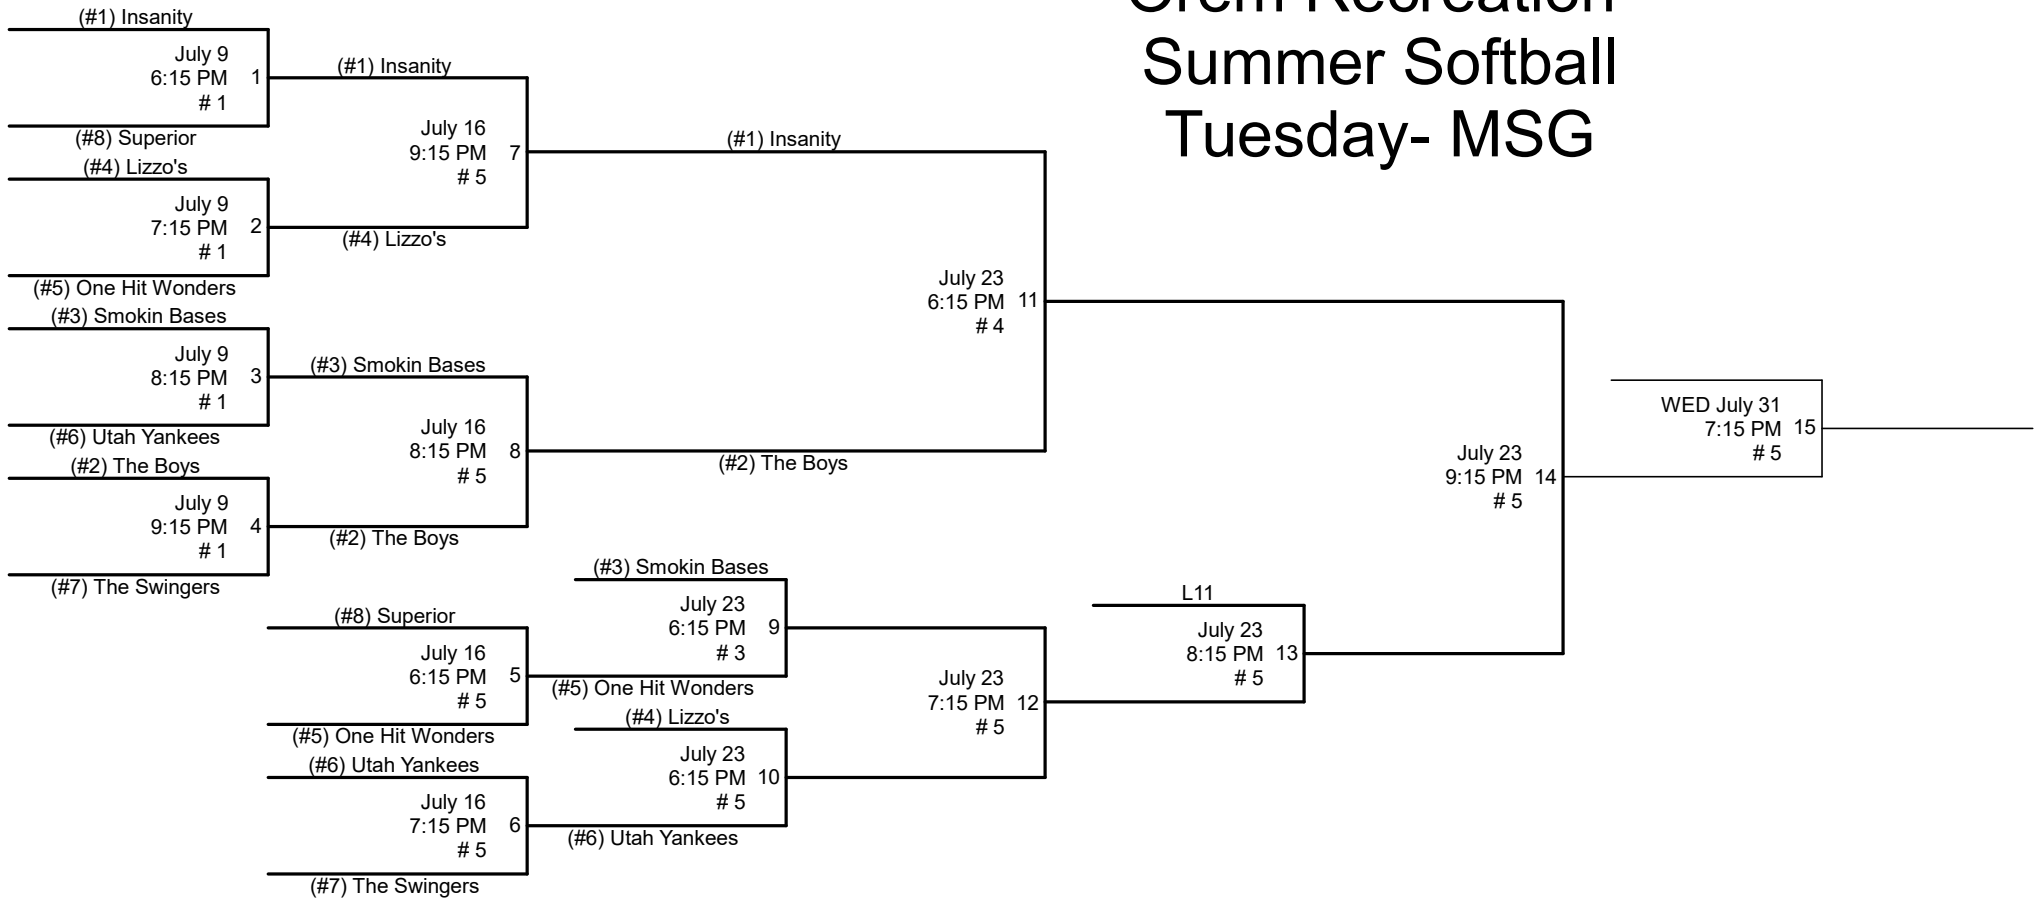 Orem Recreation
Summer Softball
Tuesday- MSG
(#1) Insanity
July 9
6:15 PM 1
# 1
(#8) Superior
(#4) Lizzo's
July 9
7:15 PM 2
# 1
(#5) One Hit Wonders
(#3) Smokin Bases
July 9
8:15 PM 3
# 1
(#6) Utah Yankees
(#2) The Boys
July 9
9:15 PM 4
# 1
(#7) The Swingers
(#1) Insanity
July 16
9:15 PM 7
# 5
(#4) Lizzo's
(#3) Smokin Bases
July 16
8:15 PM 8
# 5
(#2) The Boys
(#8) Superior
July 16
6:15 PM 5
# 5
(#5) One Hit Wonders
(#6) Utah Yankees
July 16
7:15 PM 6
# 5
(#7) The Swingers
(#3) Smokin Bases
July 23
6:15 PM 9
# 3
(#5) One Hit Wonders
(#4) Lizzo's
July 23
6:15 PM 10
# 5
(#6) Utah Yankees
(#1) Insanity
July 23
6:15 PM 11
# 4
(#2) The Boys
July 23
7:15 PM 12
# 5
L11
July 23
8:15 PM 13
# 5
July 23
9:15 PM 14
# 5
WED July 31
7:15 PM 15
# 5